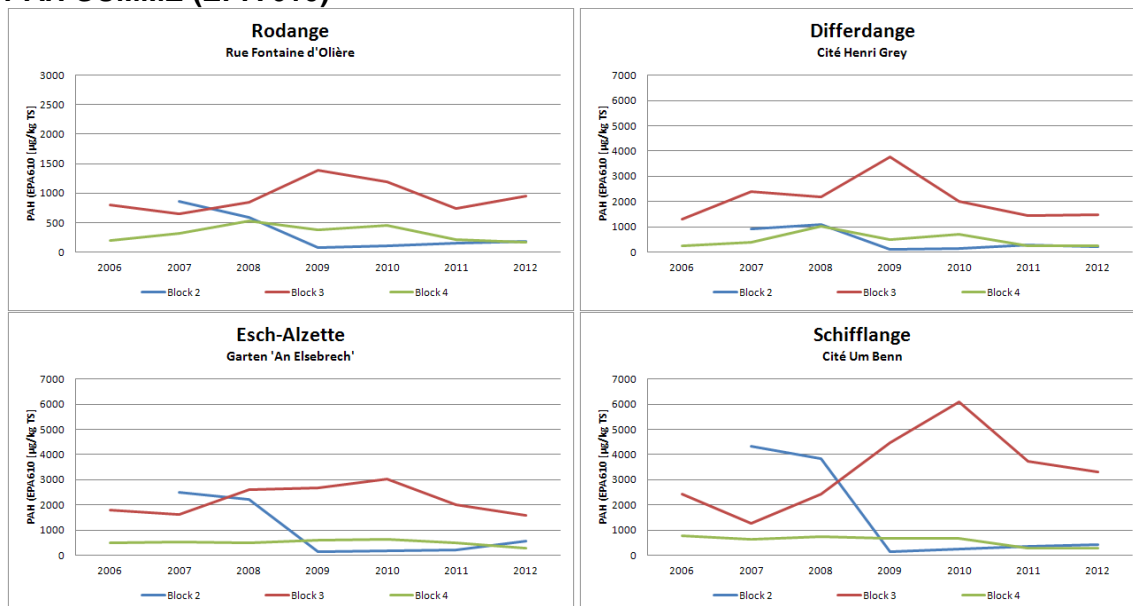 SUMME (EPA610)
Rodange
Rue Fontaine d'Olière
PAH (EPA610 [µg/kg TS]
3000
2500
2000
1500
1000
500
0
2006 2007 2008 2009 2010 2011 2012
Block 2 Block 3 Block 4
Differdange
Cité Henri Grey
PAH (EPA610 [µg/kg TS]
7000
6000
5000
4000
3000
2000
1000
0
2006 2007 2008 2009 2010 2011 2012
Block 2 Block 3 Block 4
Esch-Alzette
Garten 'An Elsebrech'
PAH (EPA610 [µg/kg TS]
7000
6000
5000
4000
3000
2000
1000
0
2006 2007 2008 2009 2010 2011 2012
Block 2 Block 3 Block 4
Schifflange
Cité Um Benn
PAH (EPA610 [µg/kg TS]
7000
6000
5000
4000
3000
2000
1000
0
2006 2007 2008 2009 2010 2011 2012
Block 2 Block 3 Block 4